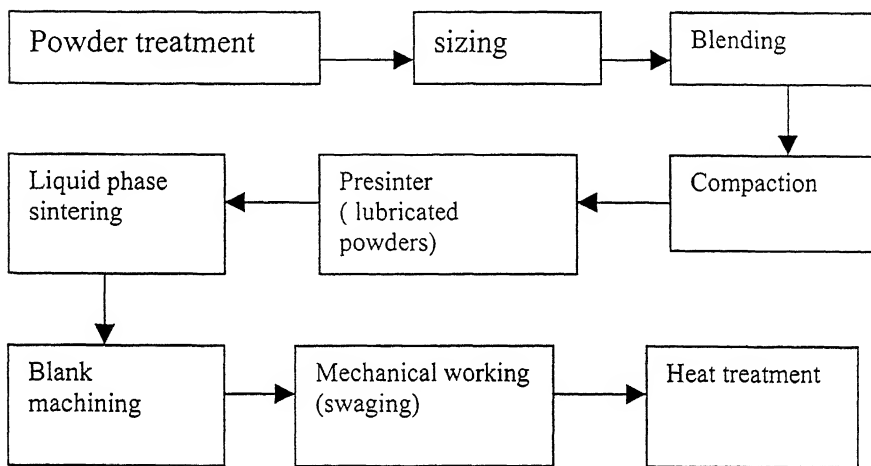 Powder treatment
sizing
Blending
Compaction
Presinter
( lubricated
powders)
Liquid phase
sintering
Blank
machining
Mechanical working
(swaging)
Heat treatment